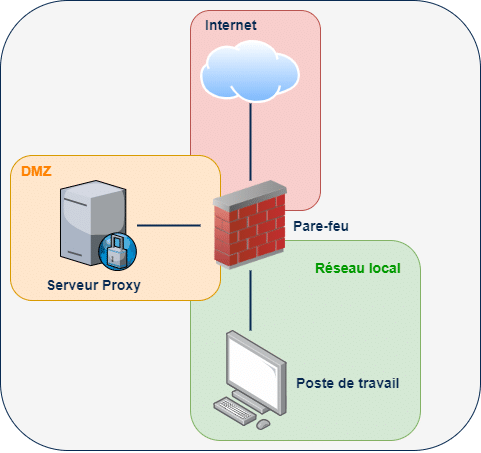 Internet
DMZ
Pare-feu
Serveur Proxy
Réseau local
Poste de travail